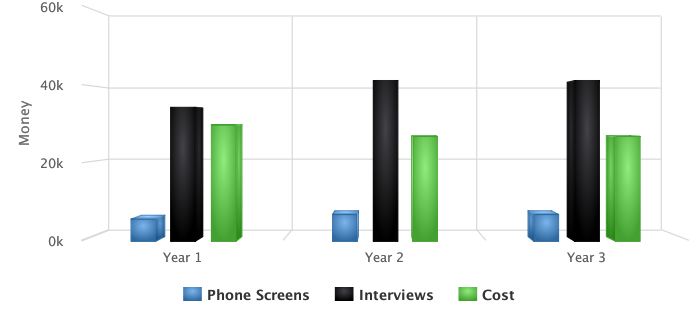 60k
40k
20k
0k
Money
Year 1
Year 2
Year 3
Phone Screens
Interviews
Cost